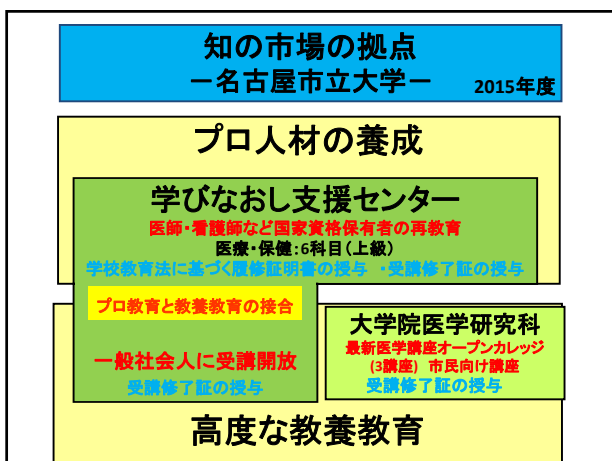 知の市場の拠点
－名古屋市立大学－
2015年度
プロ人材の養成
学びなおし支援センター
医師・看護師など国家資格保有者の再教育
医療・保健：6科目（上級）
学校教育法に基づく履修証明書の授与 ・受講修了証の授与
プロ教育と教養教育の接合
一般社会人に受講開放
受講修了証の授与
大学院医学研究科
最新医学講座オープンカレッジ
(3講座) 市民向け講座
受講修了証の授与
高度な教養教育